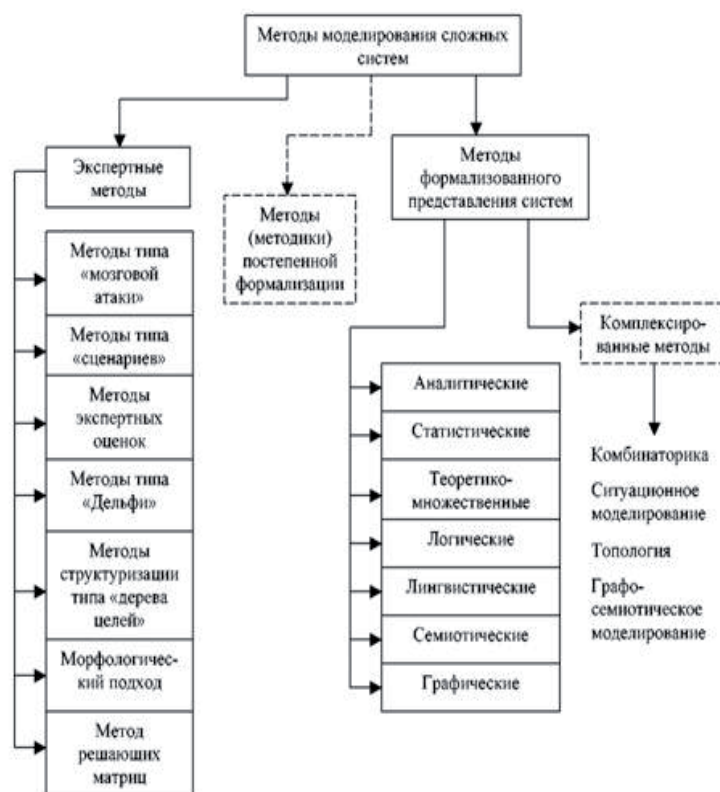 Методы моделирования сложных
систем
Экспертные
методы
Методы типа
«мозговой
атаки»
Методы типа
«сценариев»
Методы
экспертных
оценок
Методы типа
«Дельфи»
Методы
структуризации
типа «дерева
целей»
Морфологичес-
кий подход
Метод
решающих
матриц
Методы
(методики)
постепенной
формализации
Методы
формализованного
представления систем
Аналитические
Статистические
Теоретико-
множественные
Логические
Лингвистические
Семиотические
Графические
Комплексиро-
ванные методы
Комбинаторика
Ситуационное
моделирование
Топология
Графо-
семиотическое
моделирование